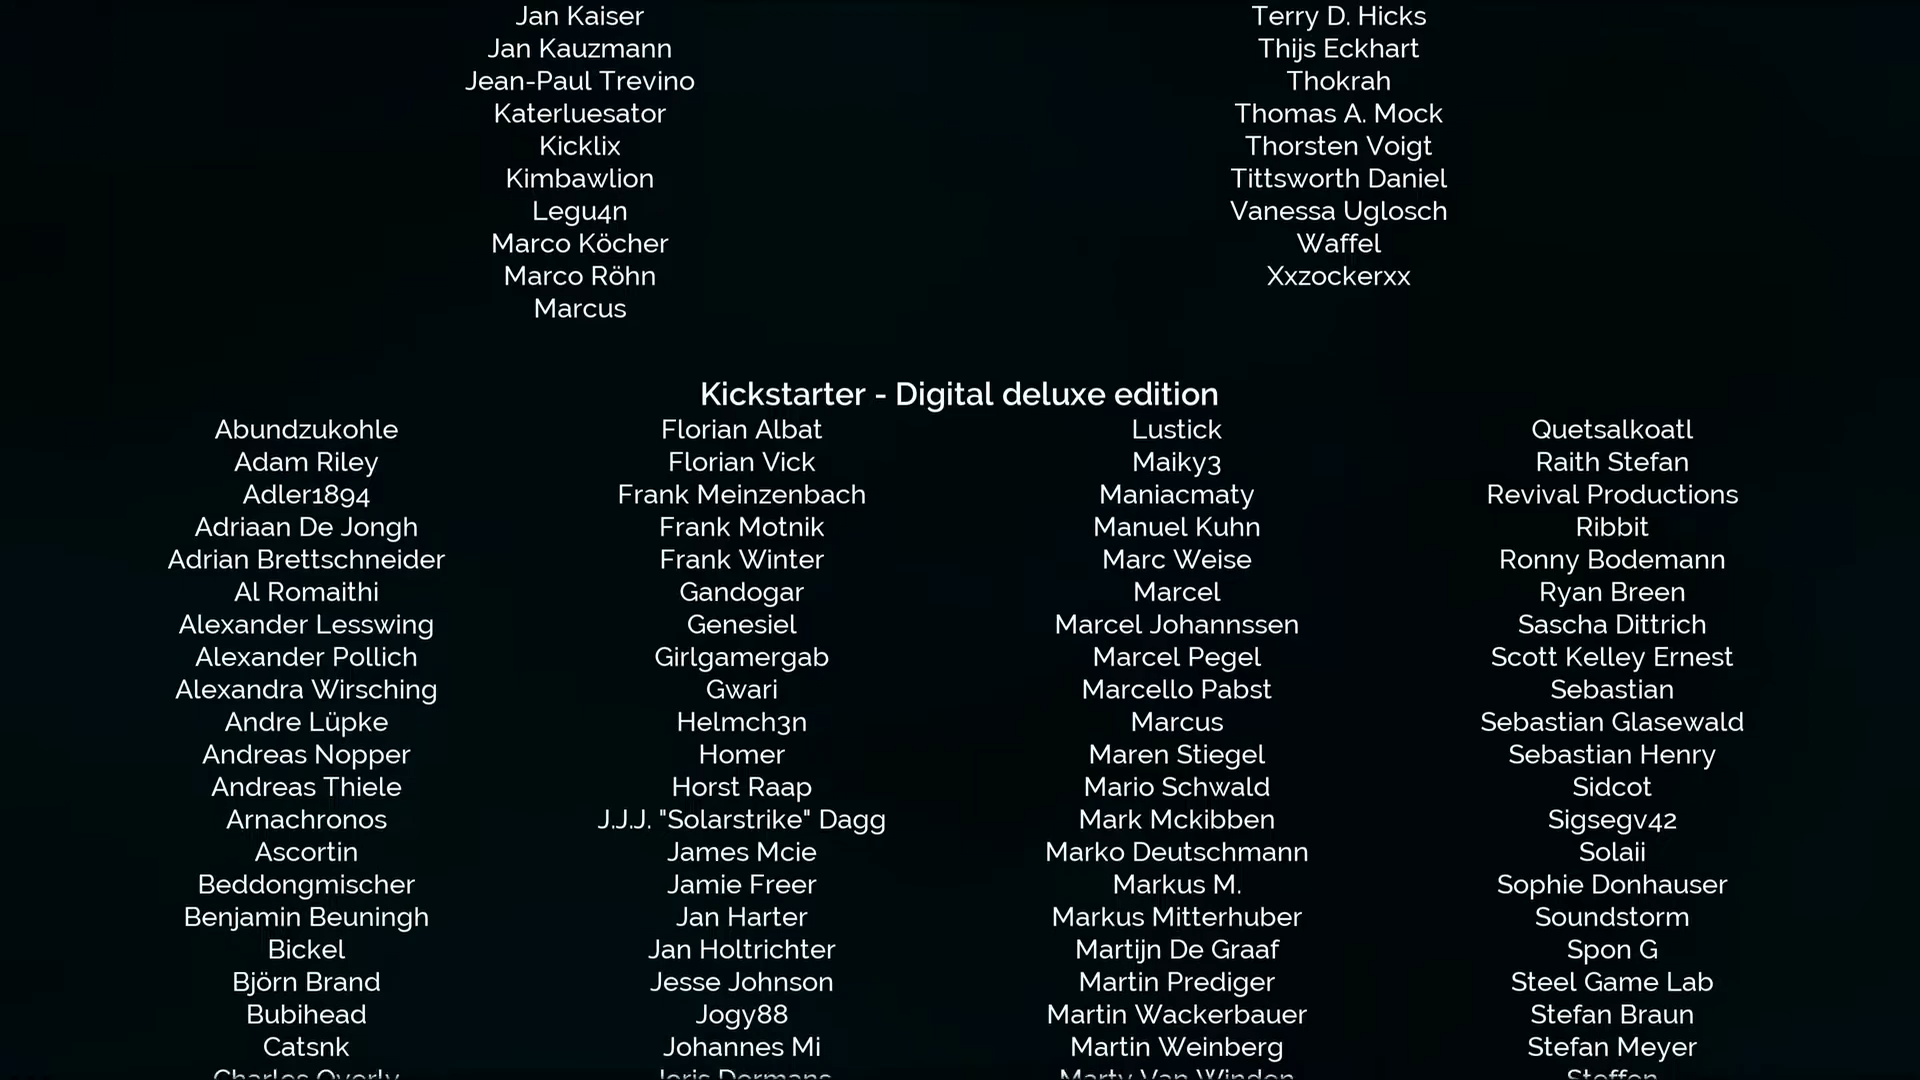 Jan Kaiser
Jan Kauzmann
Jean-Paul Trevino
Katerluesator
Kicklix
Kimbawlion
Legu4n
Marco Köcher
Marco Röhn
Marcus
Terry D. Hicks
Thijs Eckhart
Thokrah
Thomas A. Mock
Thorsten Voigt
Tittsworth Daniel
Vanessa Uglosch
Waffel
Xxzockerxx
Kickstarter - Digital deluxe edition
Abundzukohle
Adam Riley
Adler1894
Adriaan De Jongh
Adrian Brettschneider
Al Romaithi
Alexander Lesswing
Alexander Pollich
Alexandra Wirsching
Andre Lüpke
Andreas Nopper
Andreas Thiele
Arnachronos
Ascortin
Beddongmischer
Benjamin Beuningh
Bickel
Björn Brand
Bubihead
Catsnk
Charles Overly
Florian Albat
Florian Vick
Frank Meinzenbach
Frank Motnik
Frank Winter
Gandogar
Genesiel
Girlgamergab
Gwari
Helmch3n
Homer
Horst Raap
J.J.J. "Solarstrike" Dagg
James Mcie
Jamie Freer
Jan Harter
Jan Holtrichter
Jesse Johnson
Jogy88
Johannes Mi
Joris Dormans
Lustick
Maiky3
Maniacmaty
Manuel Kuhn
Marc Weise
Marcel
Marcel Johannssen
Marcel Pegel
Marcello Pabst
Marcus
Maren Stiegel
Mario Schwald
Mark Mckibben
Marko Deutschmann
Markus M.
Markus Mitterhuber
Martijn De Graaf
Martin Prediger
Martin Wackerbauer
Martin Weinberg
Marty Van Winden
Quetsalkoatl
Raith Stefan
Revival Productions
Ribbit
Ronny Bodemann
Ryan Breen
Sascha Dittrich
Scott Kelley Ernest
Sebastian
Sebastian Glasewald
Sebastian Henry
Sidcot
Sigsegv42
Solaii
Sophie Donhauser
Soundstorm
Spon G
Steel Game Lab
Stefan Braun
Stefan Meyer
Steffen